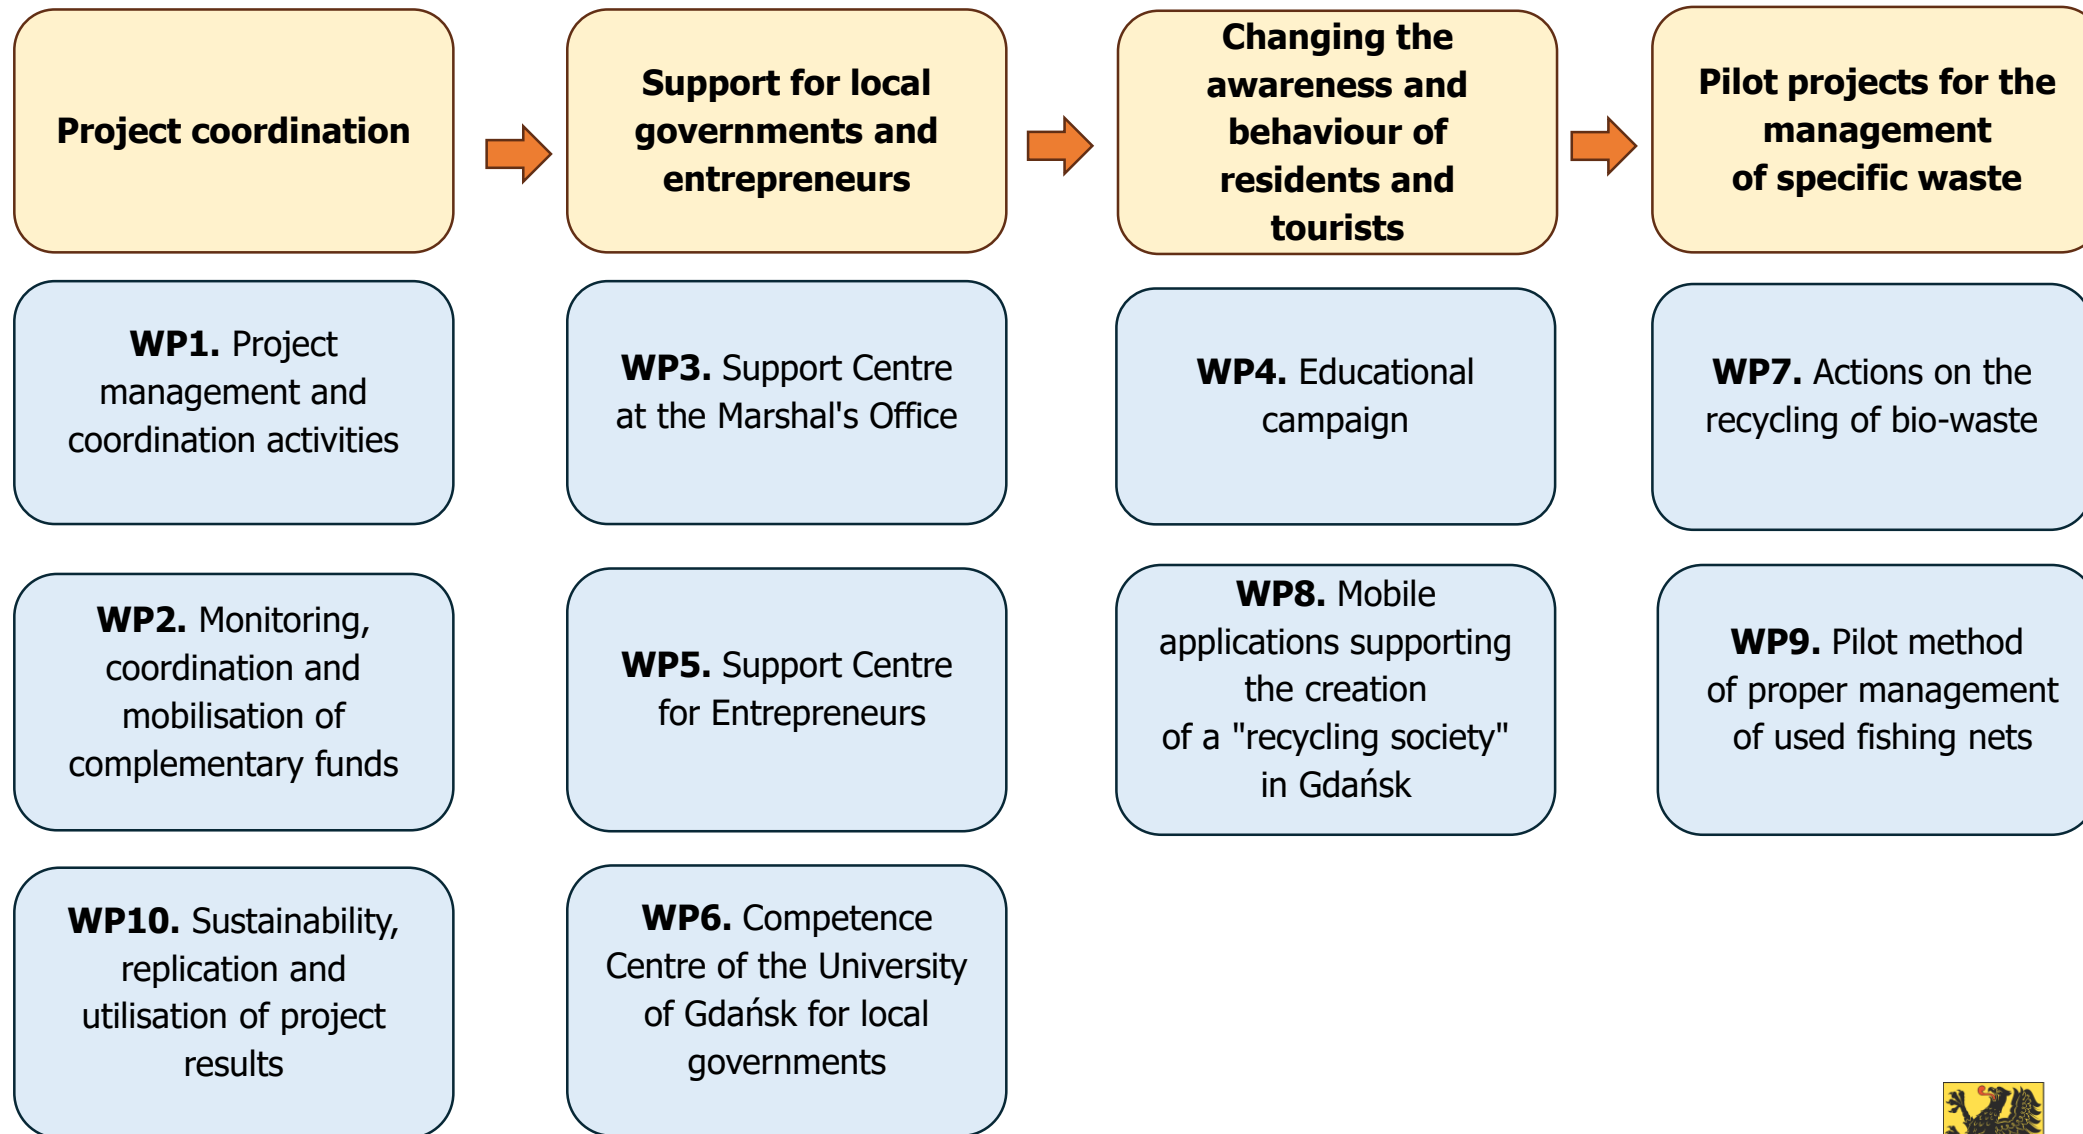 Project coordination
Support for local
governments and
entrepreneurs
Changing the
awareness and
behaviour of
residents and
tourists
Pilot projects for the
management
of specific waste
WP1. Project
management and
coordination activities
WP3. Support Centre
at the Marshal's Office
WP4. Educational
campaign
WP7. Actions on the
recycling of bio-waste
WP2. Monitoring,
coordination and
mobilisation of
complementary funds
WP5. Support Centre
for Entrepreneurs
WP8. Mobile
applications supporting
the creation
of a "recycling society"
in Gdańsk
WP9. Pilot method
of proper management
of used fishing nets
WP10. Sustainability,
replication and
utilisation of project
results
WP6. Competence
Centre of the University
of Gdańsk for local
governments